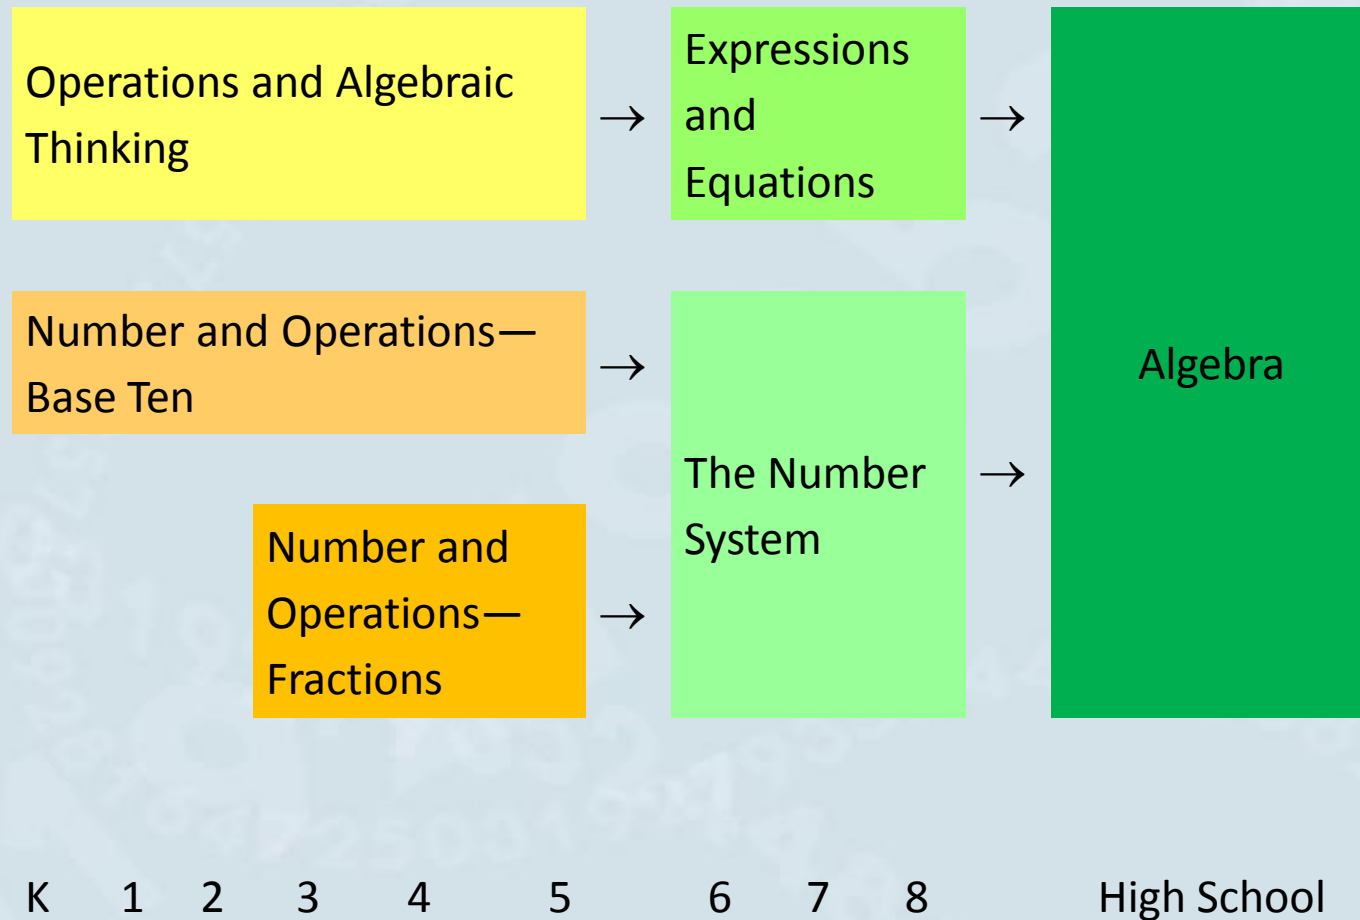 Operations and Algebraic
Thinking
→
Expressions
and
Equations
→
Number and Operations—
Base Ten
→
Algebra
The Number
System
→
Number and
Operations—
Fractions
→
K 1 2 3 4 5 6 7 8 High School